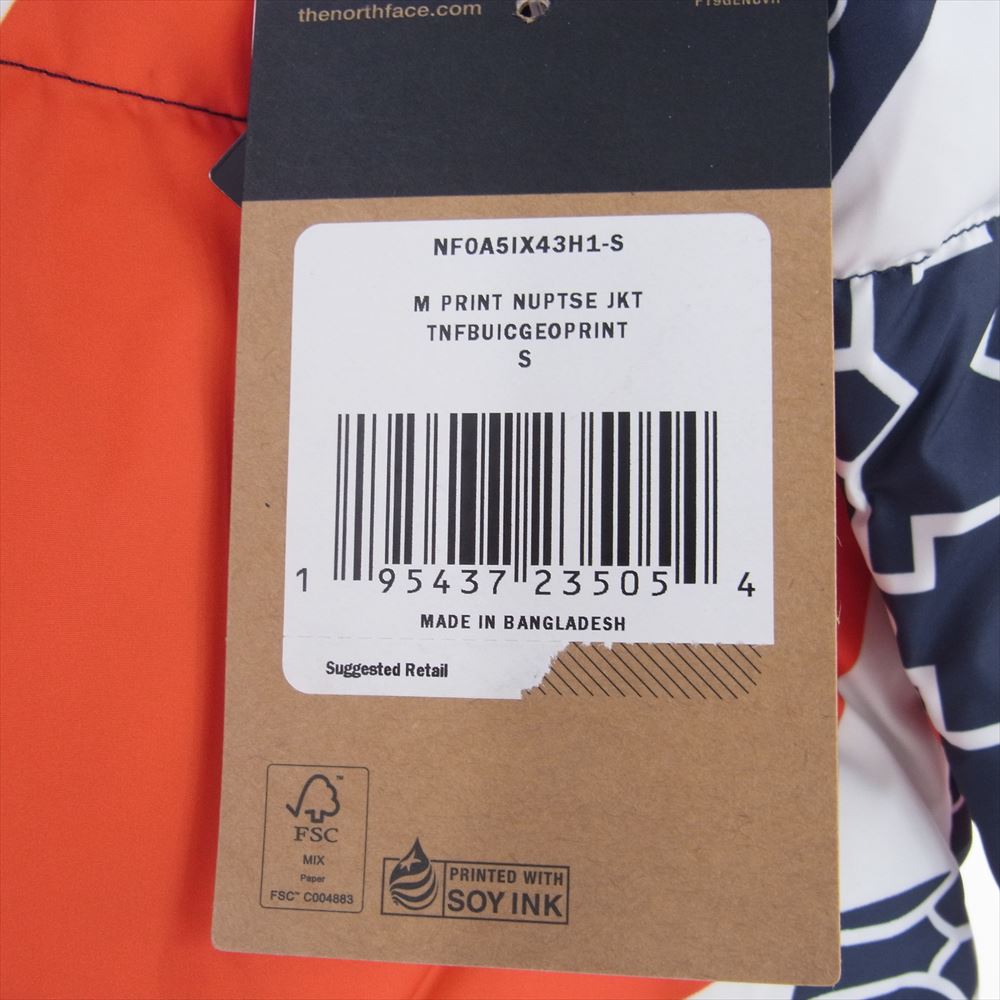 thenorthface.com
NF0A5IX43H1-S
M PRINT NUPTSE JKT
TNFBUICGEOPRINT
S
1 95437 23505 4
MADE IN BANGLADESH
Suggested Retail
™
FSC
MIX
Paper
FSC™ C004883
PRINTED WITH
SOY INK